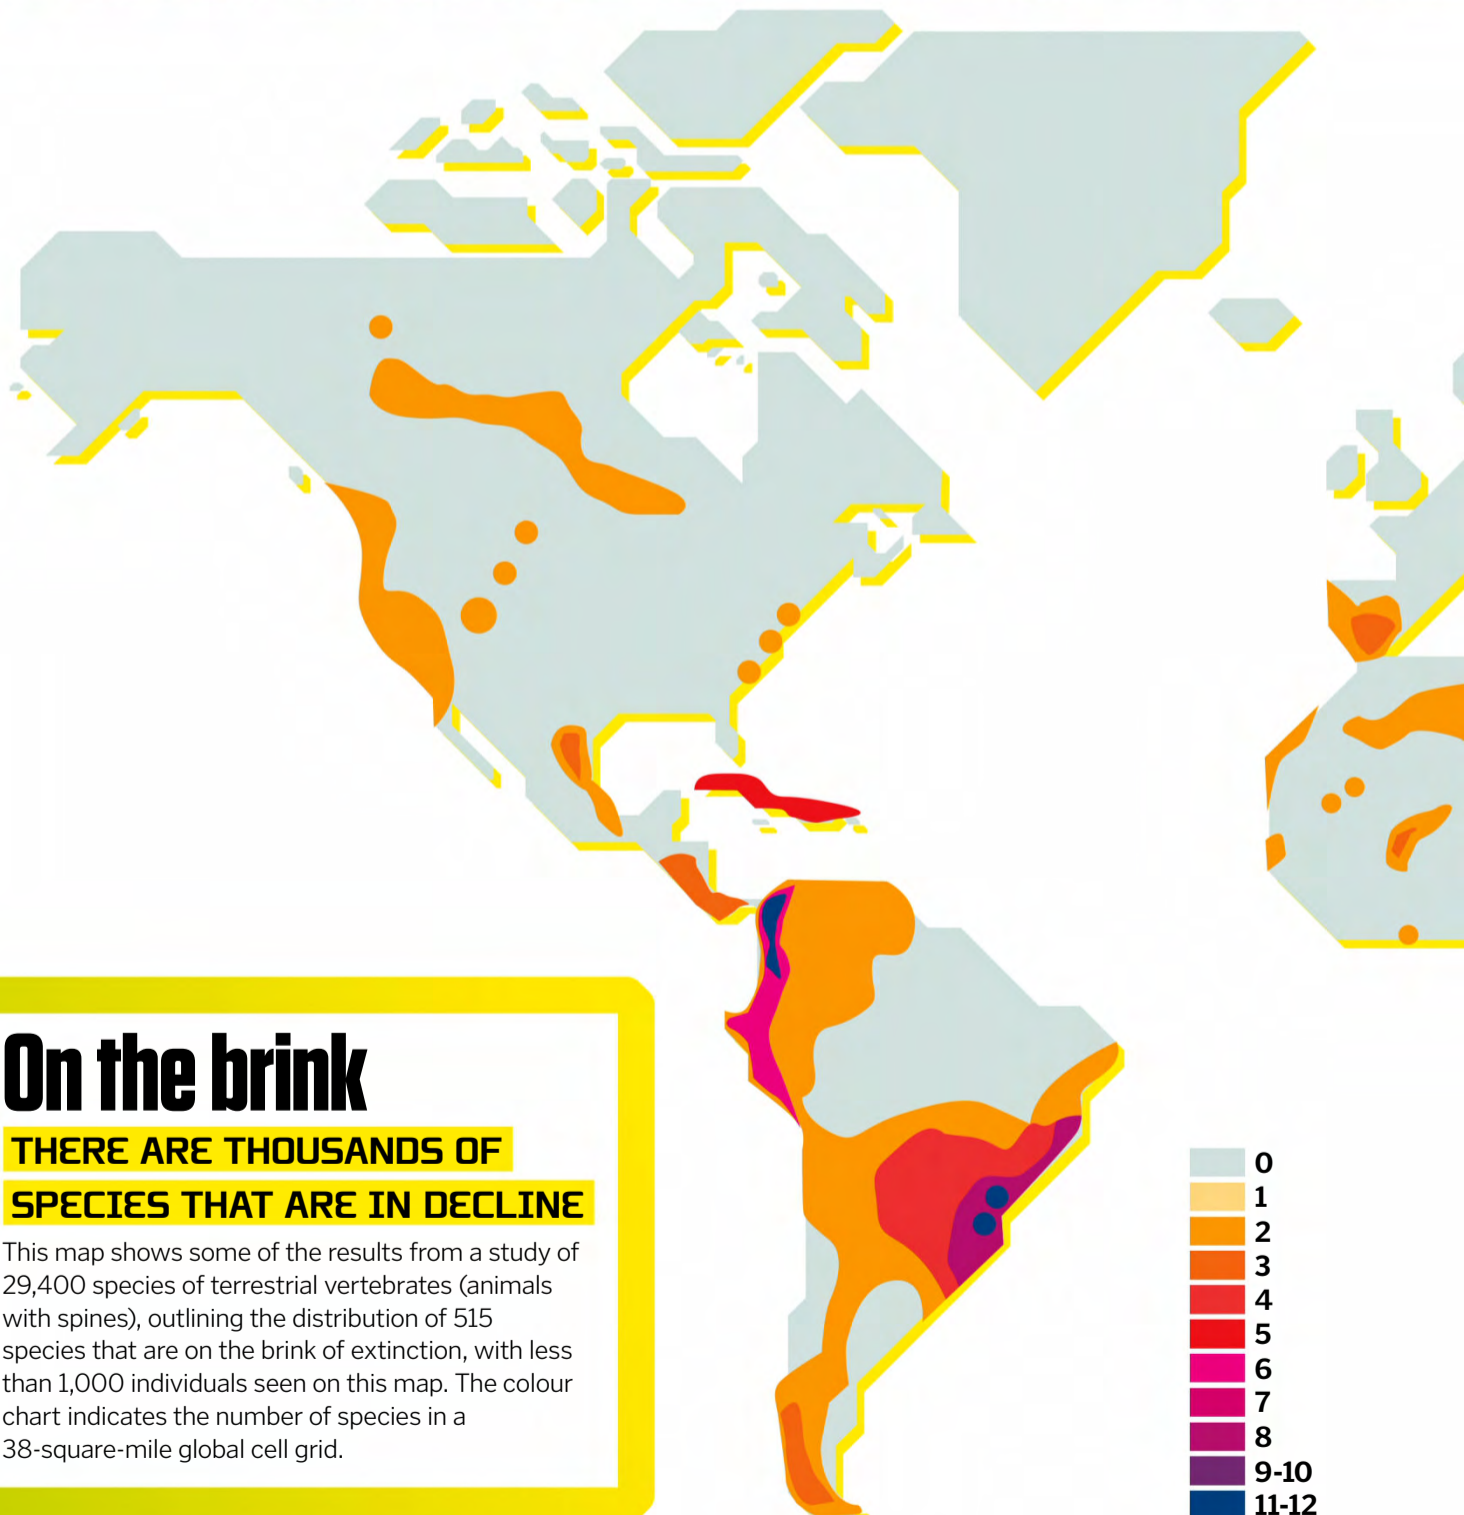 On the brink
THERE ARE THOUSANDS OF
SPECIES THAT ARE IN DECLINE
This map shows some of the results from a study of
29,400 species of terrestrial vertebrates (animals
with spines), outlining the distribution of 515
species that are on the brink of extinction, with less
than 1,000 individuals seen on this map. The colour
chart indicates the number of species in a
38-square-mile global cell grid.
0
1
2
3
4
5
6
7
8
9-10
11-12